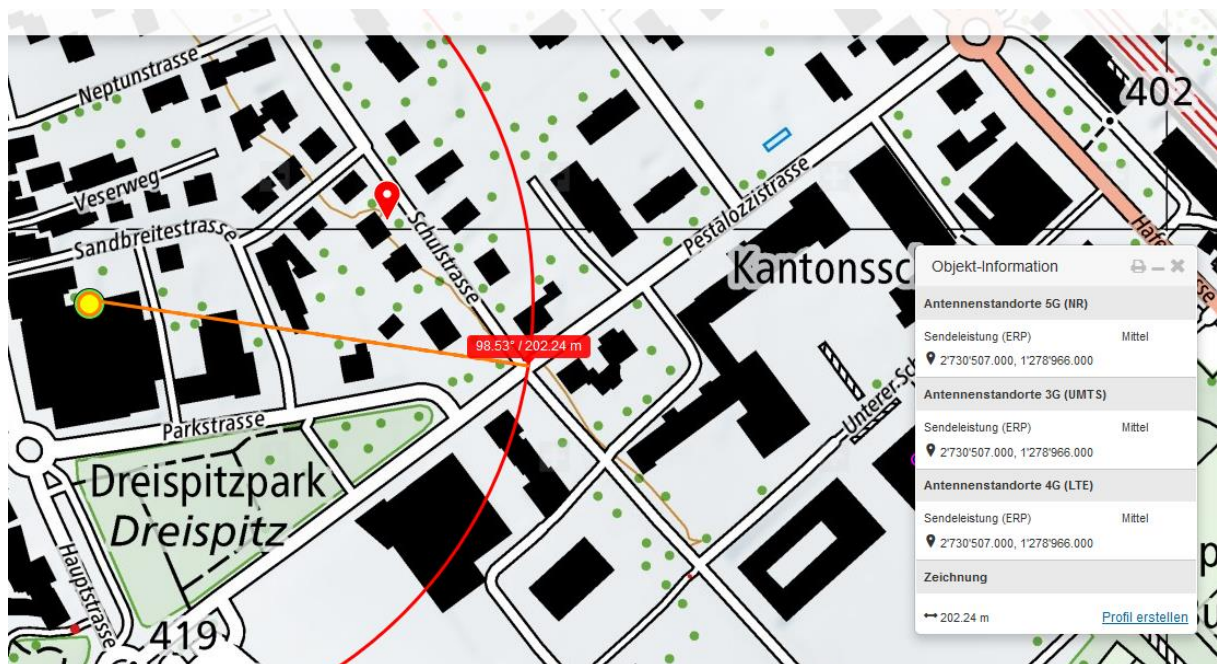 Neptunstrasse
402
Veserweg
Sandbreitestrasse
Schulstrasse
Pestalozzistrasse
Kantonssc
98.53° / 202.24 m
Parkstrasse
Unterer-Sch
Dreispitzpark
Dreispitz
Hauptstrasse
419
Objekt-Information
Antennenstandorte 5G (NR)
Sendeleistung (ERP) Mittel
2'730'507.000, 1'278'966.000
Antennenstandorte 3G (UMTS)
Sendeleistung (ERP) Mittel
2'730'507.000, 1'278'966.000
Antennenstandorte 4G (LTE)
Sendeleistung (ERP) Mittel
2'730'507.000, 1'278'966.000
Zeichnung
202.24 m Profil erstellen